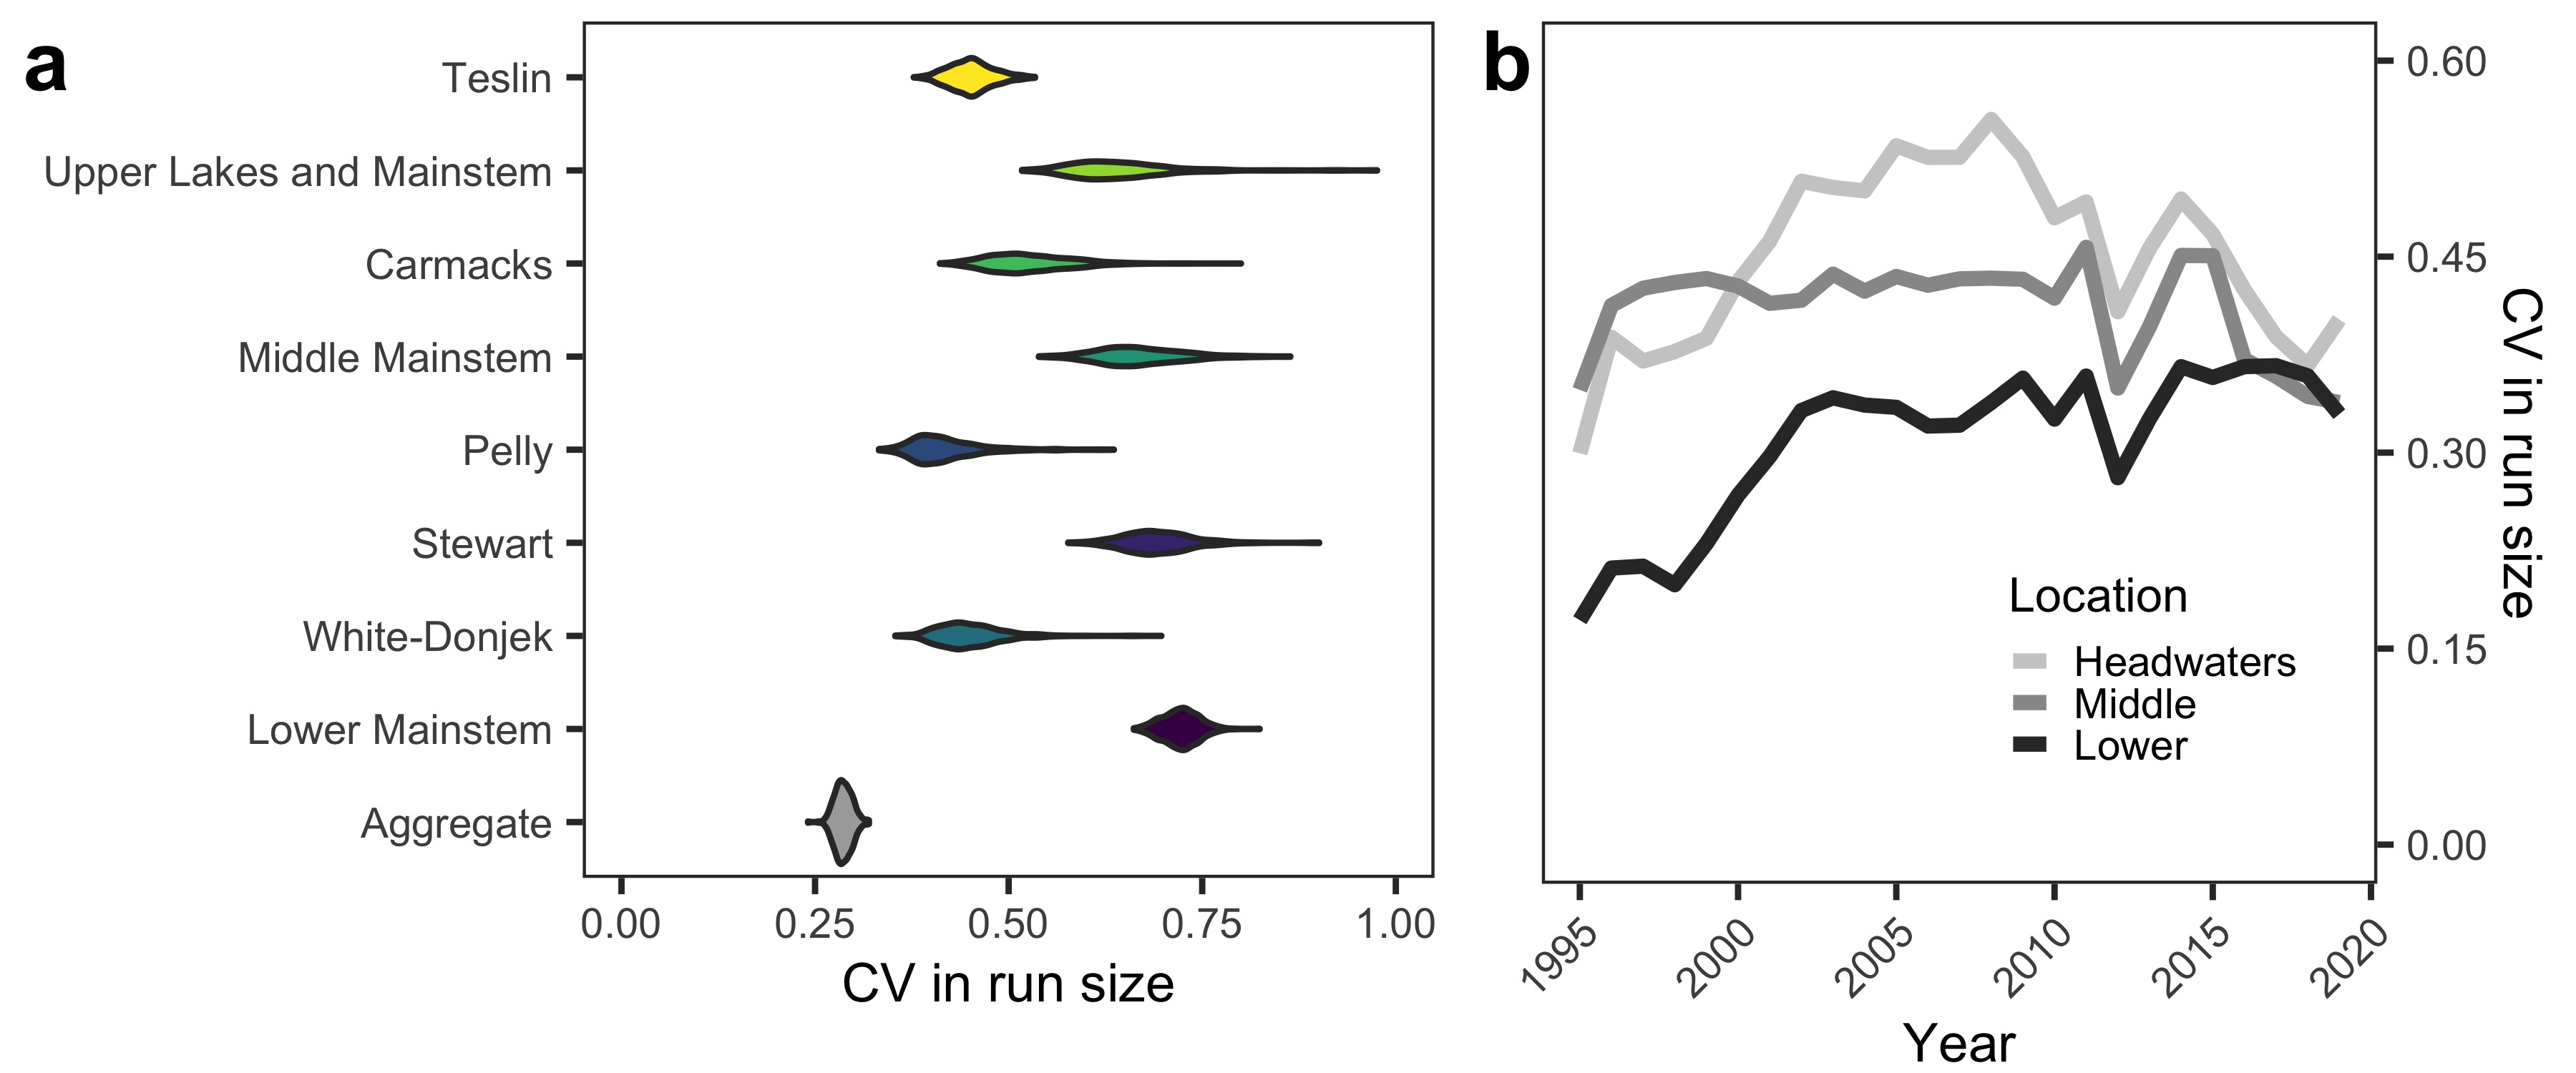 a
Teslin
Upper Lakes and Mainstem
Carmacks
Middle Mainstem
Pelly
Stewart
White-Donjek
Lower Mainstem
Aggregate
0.00 0.25 0.50 0.75 1.00
CV in run size
b
0.60
0.45
0.30
0.15
0.00
CV in run size
Location
Headwaters
Middle
Lower
1995 2000 2005 2010 2015 2020
Year